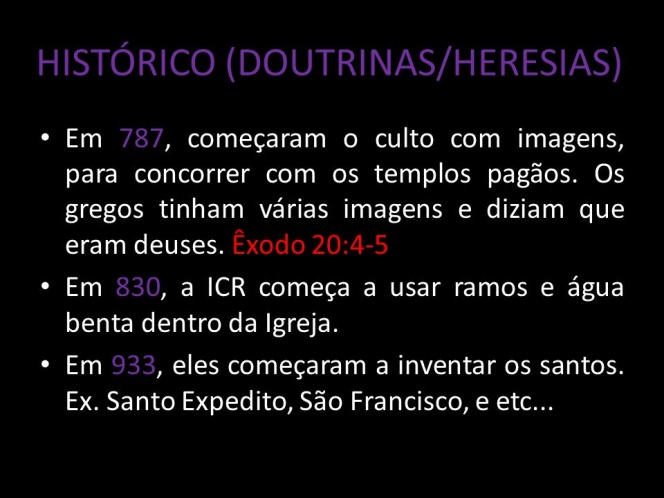 HISTÓRICO (DOUTRINAS/HERESIAS)
• Em 787, começaram o culto com imagens,
para concorrer com os templos pagãos. Os
gregos tinham várias imagens e diziam que
eram deuses. Êxodo 20:4-5
• Em 830, a ICR começa a usar ramos e água
benta dentro da Igreja.
• Em 933, eles começaram a inventar os santos.
Ex. Santo Expedito, São Francisco, e etc...